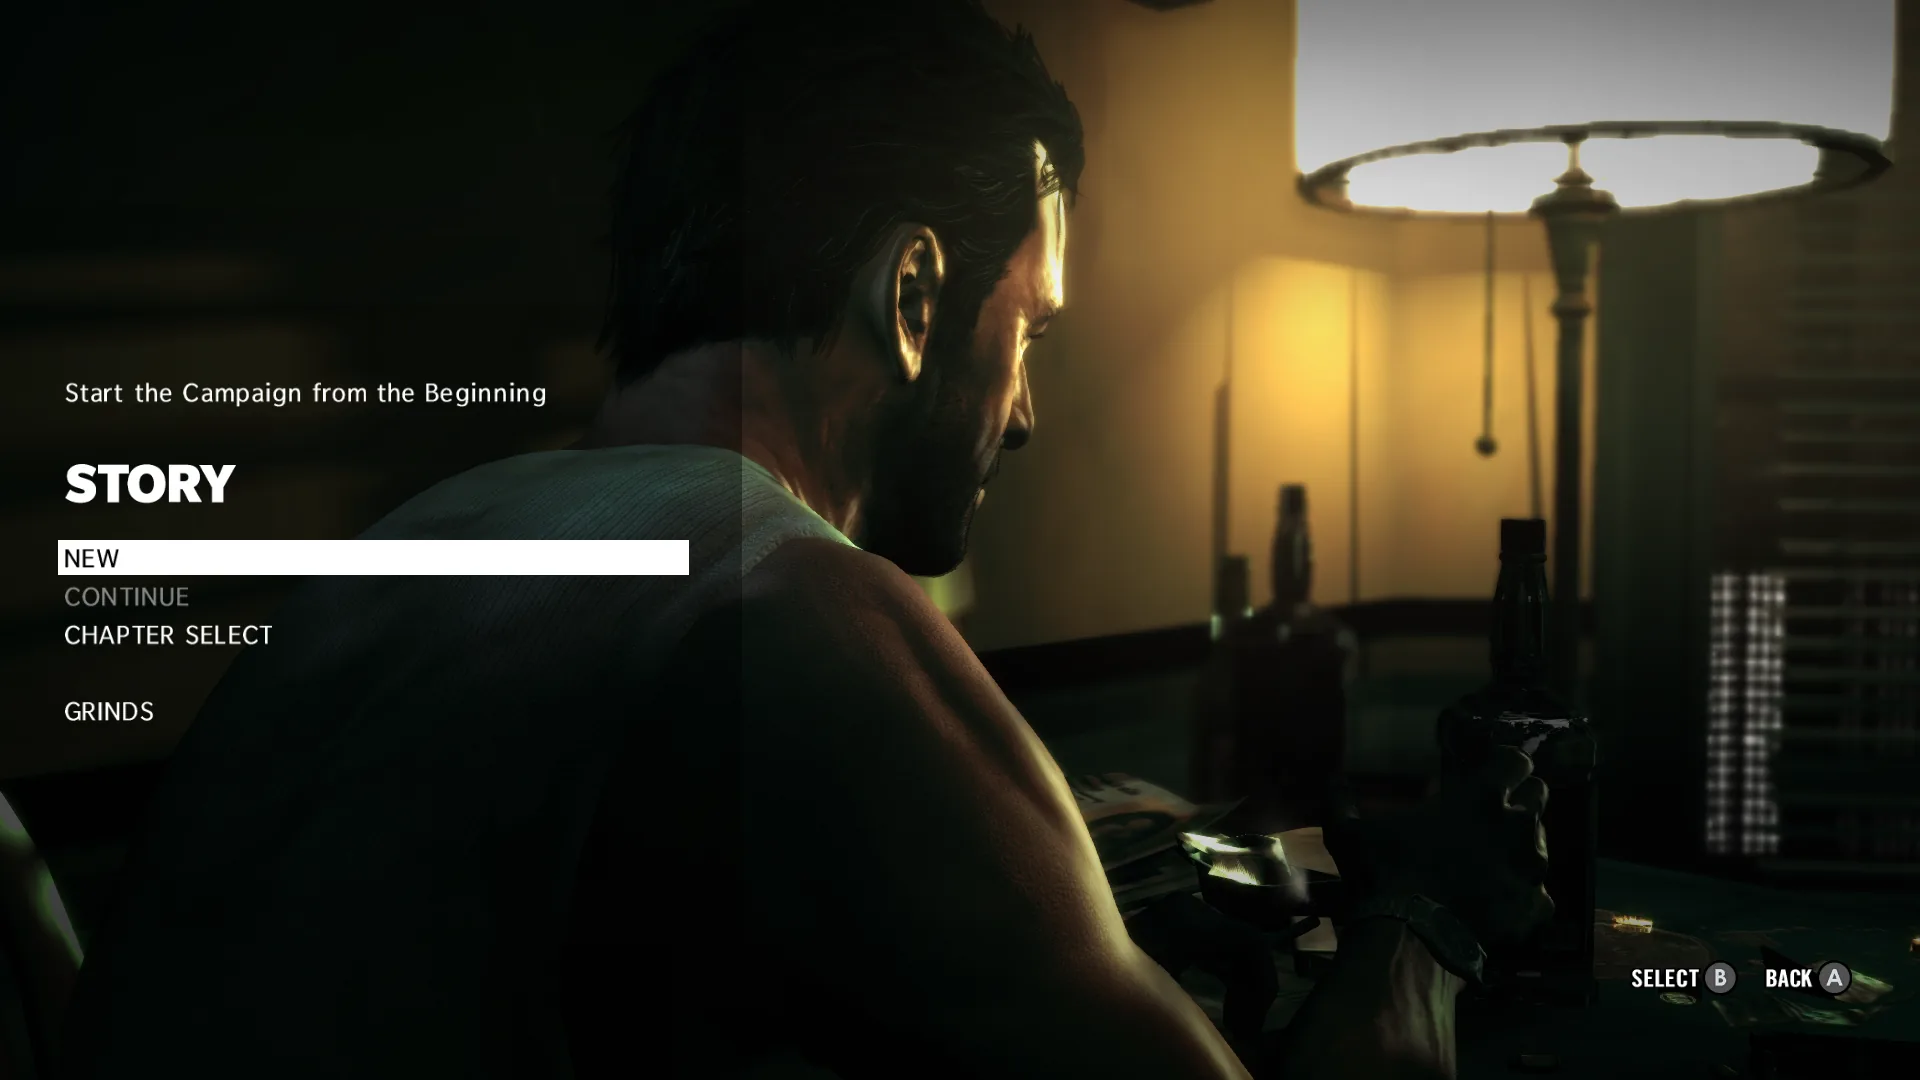 Start the Campaign from the Beginning
STORY
NEW
CONTINUE
CHAPTER SELECT
GRINDS
SELECT B BACK A